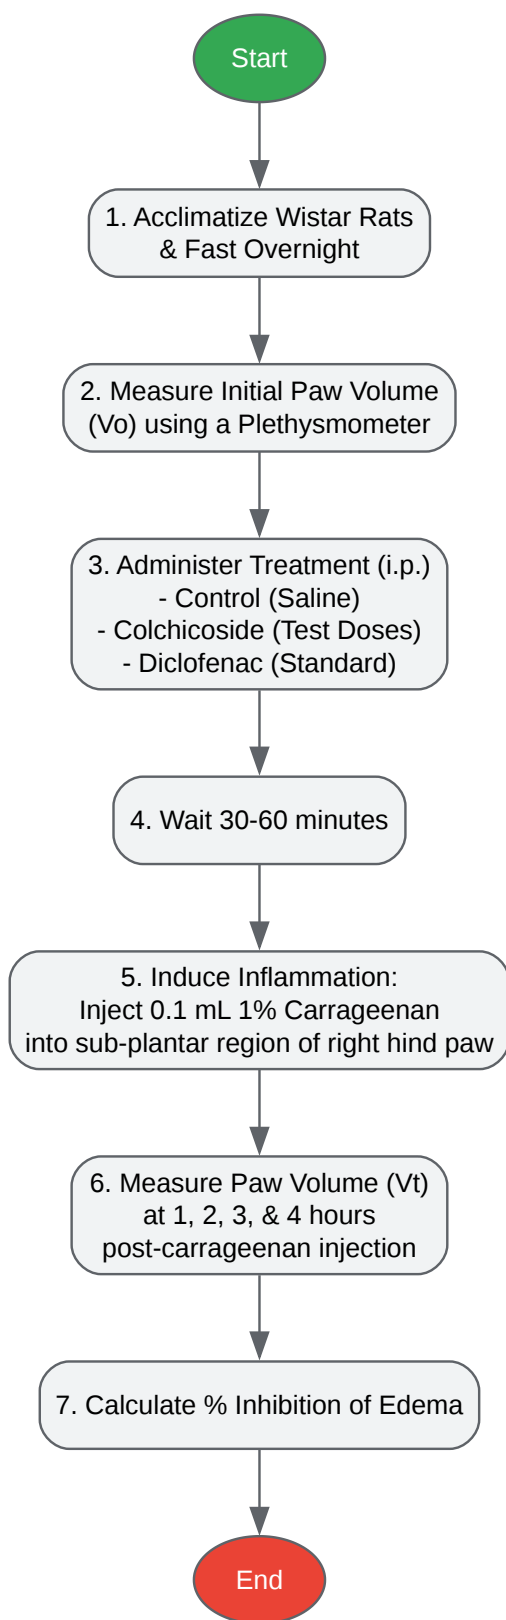 Start
1. Acclimatize Wistar Rats
& Fast Overnight
2. Measure Initial Paw Volume
(Vo) using a Plethysmometer
3. Administer Treatment (i.p.)
- Control (Saline)
- Colchicoside (Test Doses)
- Diclofenac (Standard)
4. Wait 30-60 minutes
5. Induce Inflammation:
Inject 0.1 mL 1% Carrageenan
into sub-plantar region of right hind paw
6. Measure Paw Volume (Vt)
at 1, 2, 3, & 4 hours
post-carrageenan injection
7. Calculate % Inhibition of Edema
End